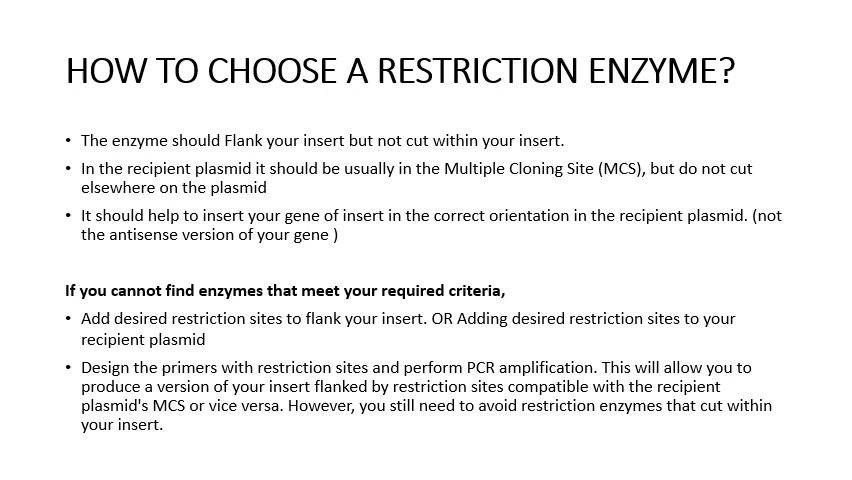 HOW TO CHOOSE A RESTRICTION ENZYME?
• The enzyme should Flank your insert but not cut within your insert.
• In the recipient plasmid it should be usually in the Multiple Cloning Site (MCS), but do not cut
elsewhere on the plasmid
• It should help to insert your gene of insert in the correct orientation in the recipient plasmid. (not
the antisense version of your gene )
If you cannot find enzymes that meet your required criteria,
• Add desired restriction sites to flank your insert. OR Adding desired restriction sites to your
recipient plasmid
• Design the primers with restriction sites and perform PCR amplification. This will allow you to
produce a version of your insert flanked by restriction sites compatible with the recipient
plasmid's MCS or vice versa. However, you still need to avoid restriction enzymes that cut within
your insert.